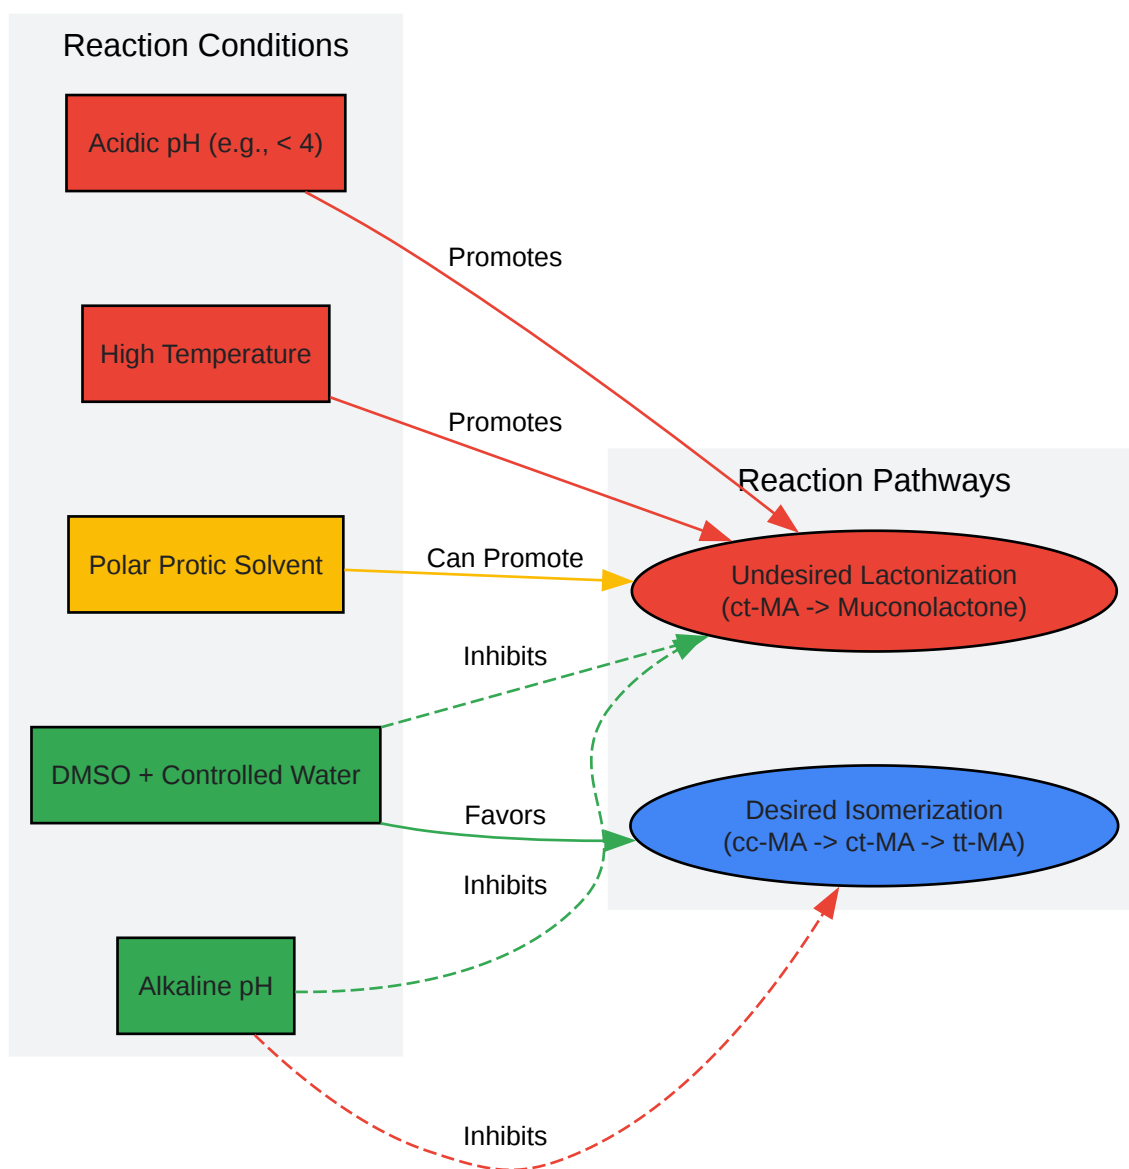 Reaction Conditions
Acidic pH (e.g., < 4)
Promotes
High Temperature
Promotes
Reaction Pathways
Polar Protic Solvent
Can Promote
Undesired Lactonization
(ct-MA -> Muconolactone)
Inhibits
DMSO + Controlled Water
Favors
Desired Isomerization
(cc-MA -> ct-MA -> tt-MA)
Inhibits
Alkaline pH
Inhibits